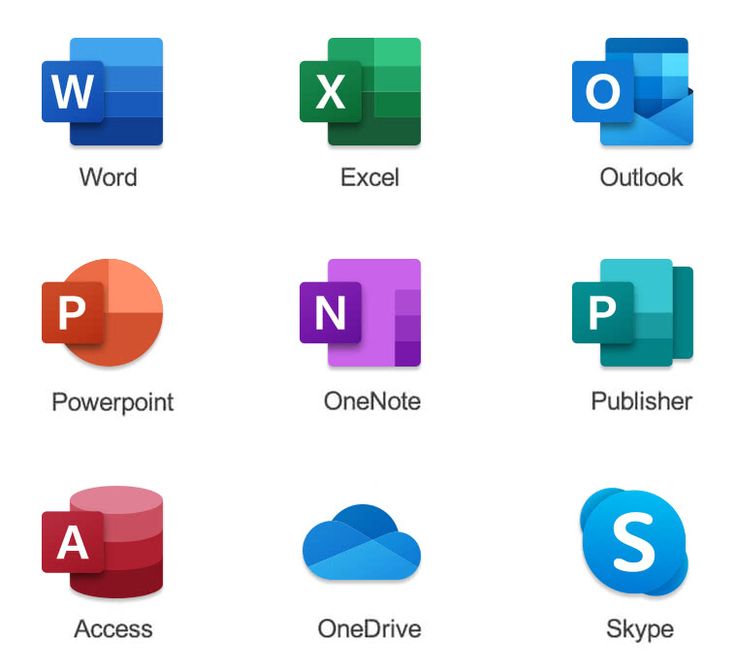 W
X
O
Word
Excel
Outlook
P
N
P
Powerpoint
OneNote
Publisher
A
S
Access
OneDrive
Skype